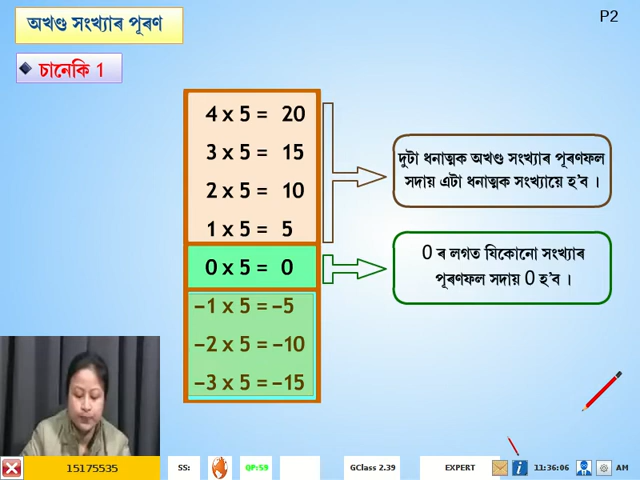 অখণ্ড সংখ্যাৰ পূৰণ
P2
চানেকি 1
4 x 5 = 20
3 x 5 = 15
2 x 5 = 10
1 x 5 = 5
0 x 5 = 0
–1 x 5 = –5
–2 x 5 = –10
–3 x 5 = –15
দুটা ধনাত্মক অখণ্ড সংখ্যাৰ পূৰণফল
সদায় এটা ধনাত্মক সংখ্যায়ে হ'ব ।
0 ৰ লগত যিকোনো সংখ্যাৰ
পূৰণফল সদায় 0 হ'ব ।
15175535 SS: QP:59 GClass 2.39 EXPERT 11:36:06 AM